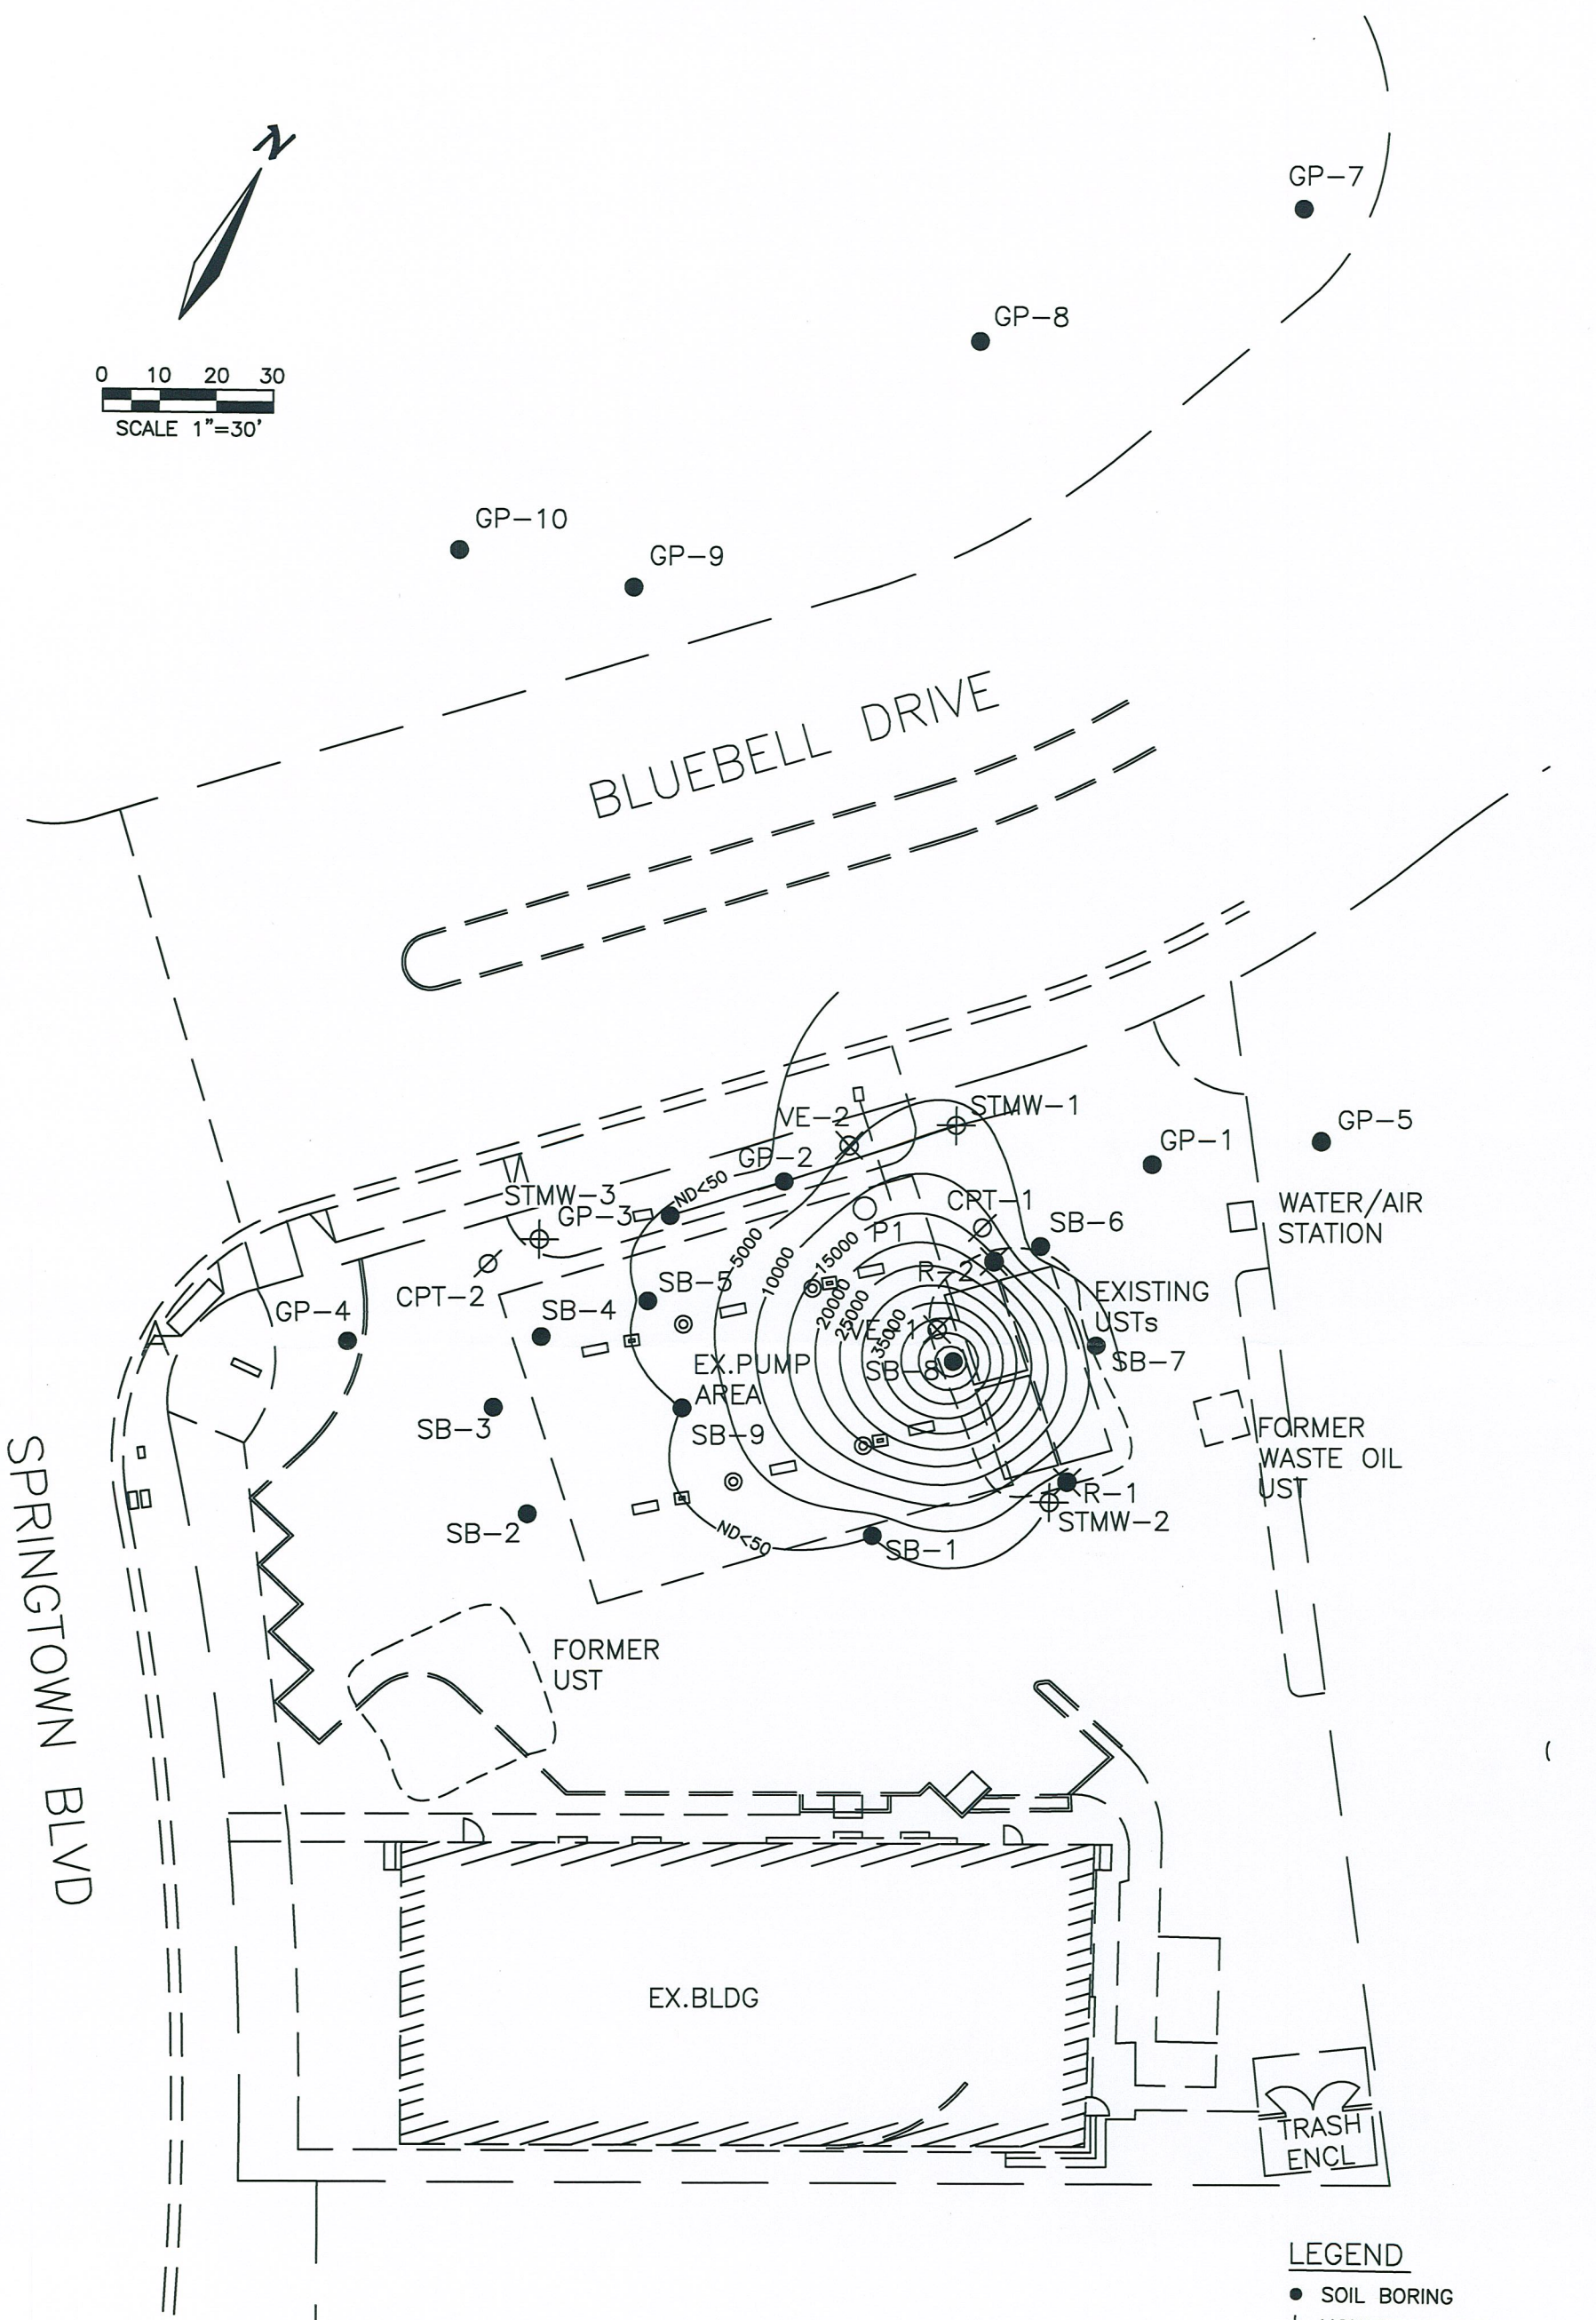 N
GP-7
GP-8
0 10 20 30
SCALE 1"=30'
GP-10
GP-9
BLUEBELL DRIVE
STMW-1
VE-2
GP-5
GP-1
GP-2
ND<50
STMW-3
GP-3
CPT-1
WATER/AIR
STATION
P1
SB-6
5000
10000
15000
R-2
SB-5
CPT-2
EXISTING
USTs
GP-4
SB-4
20000
25000
35000
VE-1
SB-7
SB-8
EX.PUMP
AREA
SB-3
SB-9
FORMER
WASTE OIL
UST
SPRINGTOWN BLVD
R-1
STMW-2
SB-2
ND<50
SB-1
FORMER
UST
EX.BLDG
TRASH
ENCL
LEGEND
SOIL BORING